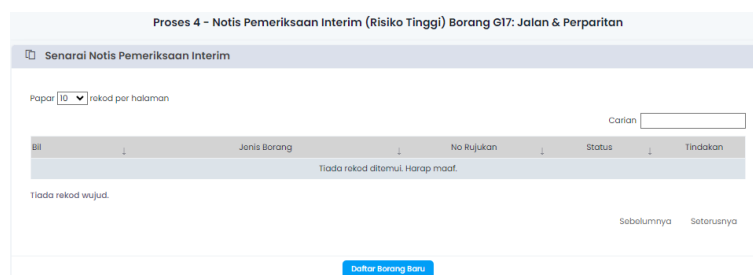 Proses 4 - Notis Pemeriksaan Interim (Risiko Tinggi) Borang G17: Jalan & Perparitan
Senarai Notis Pemeriksaan Interim
Papar 10 rekod per halaman
Carian
Bil ↓ Jenis Borang ↓ No Rujukan ↓ Status ↓ Tindakan
Tiada rekod ditemui. Harap maaf.
Tiada rekod wujud.
Sebelumnya Seterusnya
Daftar Borang Baru